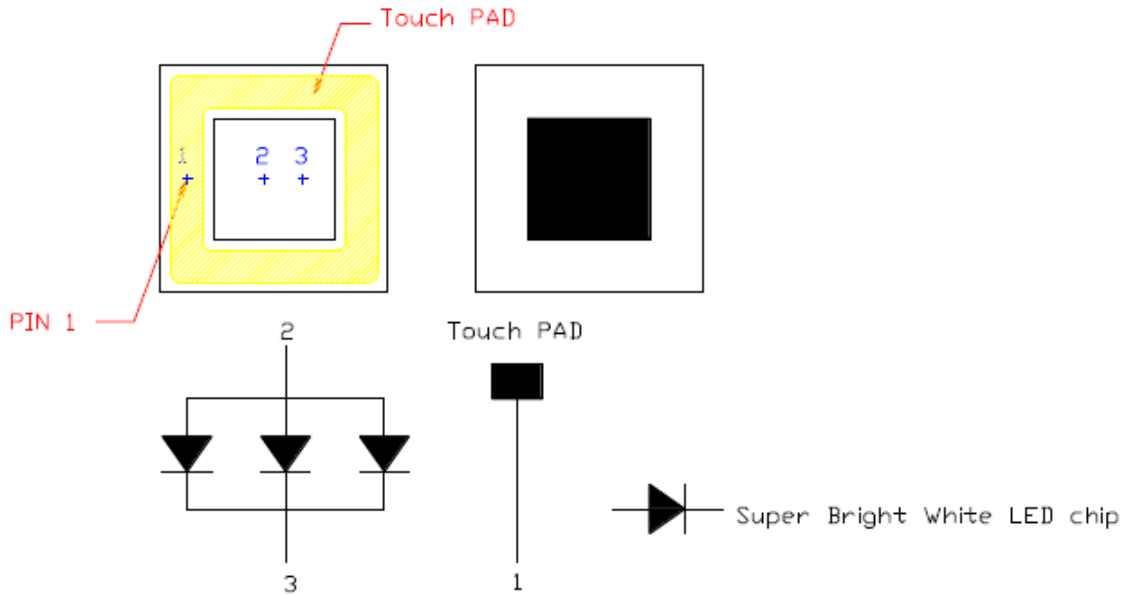 Touch PAD
1 2 3
PIN 1
2
Touch PAD
Super Bright White LED chip
3
1